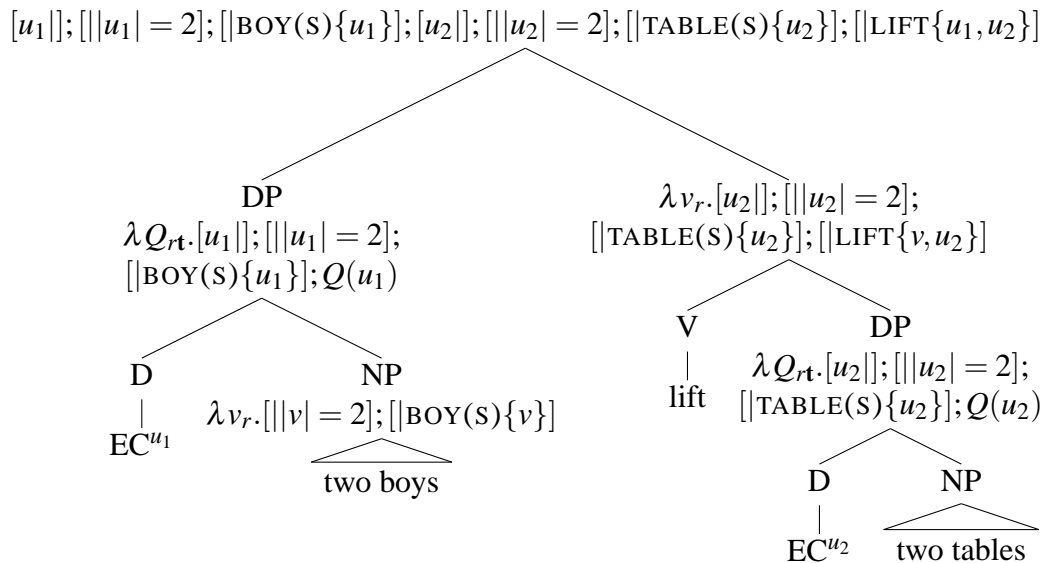 [u₁|]; [||u₁| = 2]; [|BOY(S){u₁}]; [u₂|]; [||u₂| = 2]; [|TABLE(S){u₂}]; [|LIFT{u₁, u₂}]
DP
λQᵣₜ.[u₁|]; [||u₁| = 2];
[|BOY(S){u₁}]; Q(u₁)
λvᵣ.[u₂|]; [||u₂| = 2];
[|TABLE(S){u₂}]; [|LIFT{v, u₂}]
D
NP
λvᵣ.[||v| = 2]; [|BOY(S){v}]
EC^{u₁}
two boys
V
lift
DP
λQᵣₜ.[u₂|]; [||u₂| = 2];
[|TABLE(S){u₂}]; Q(u₂)
D
NP
EC^{u₂}
two tables